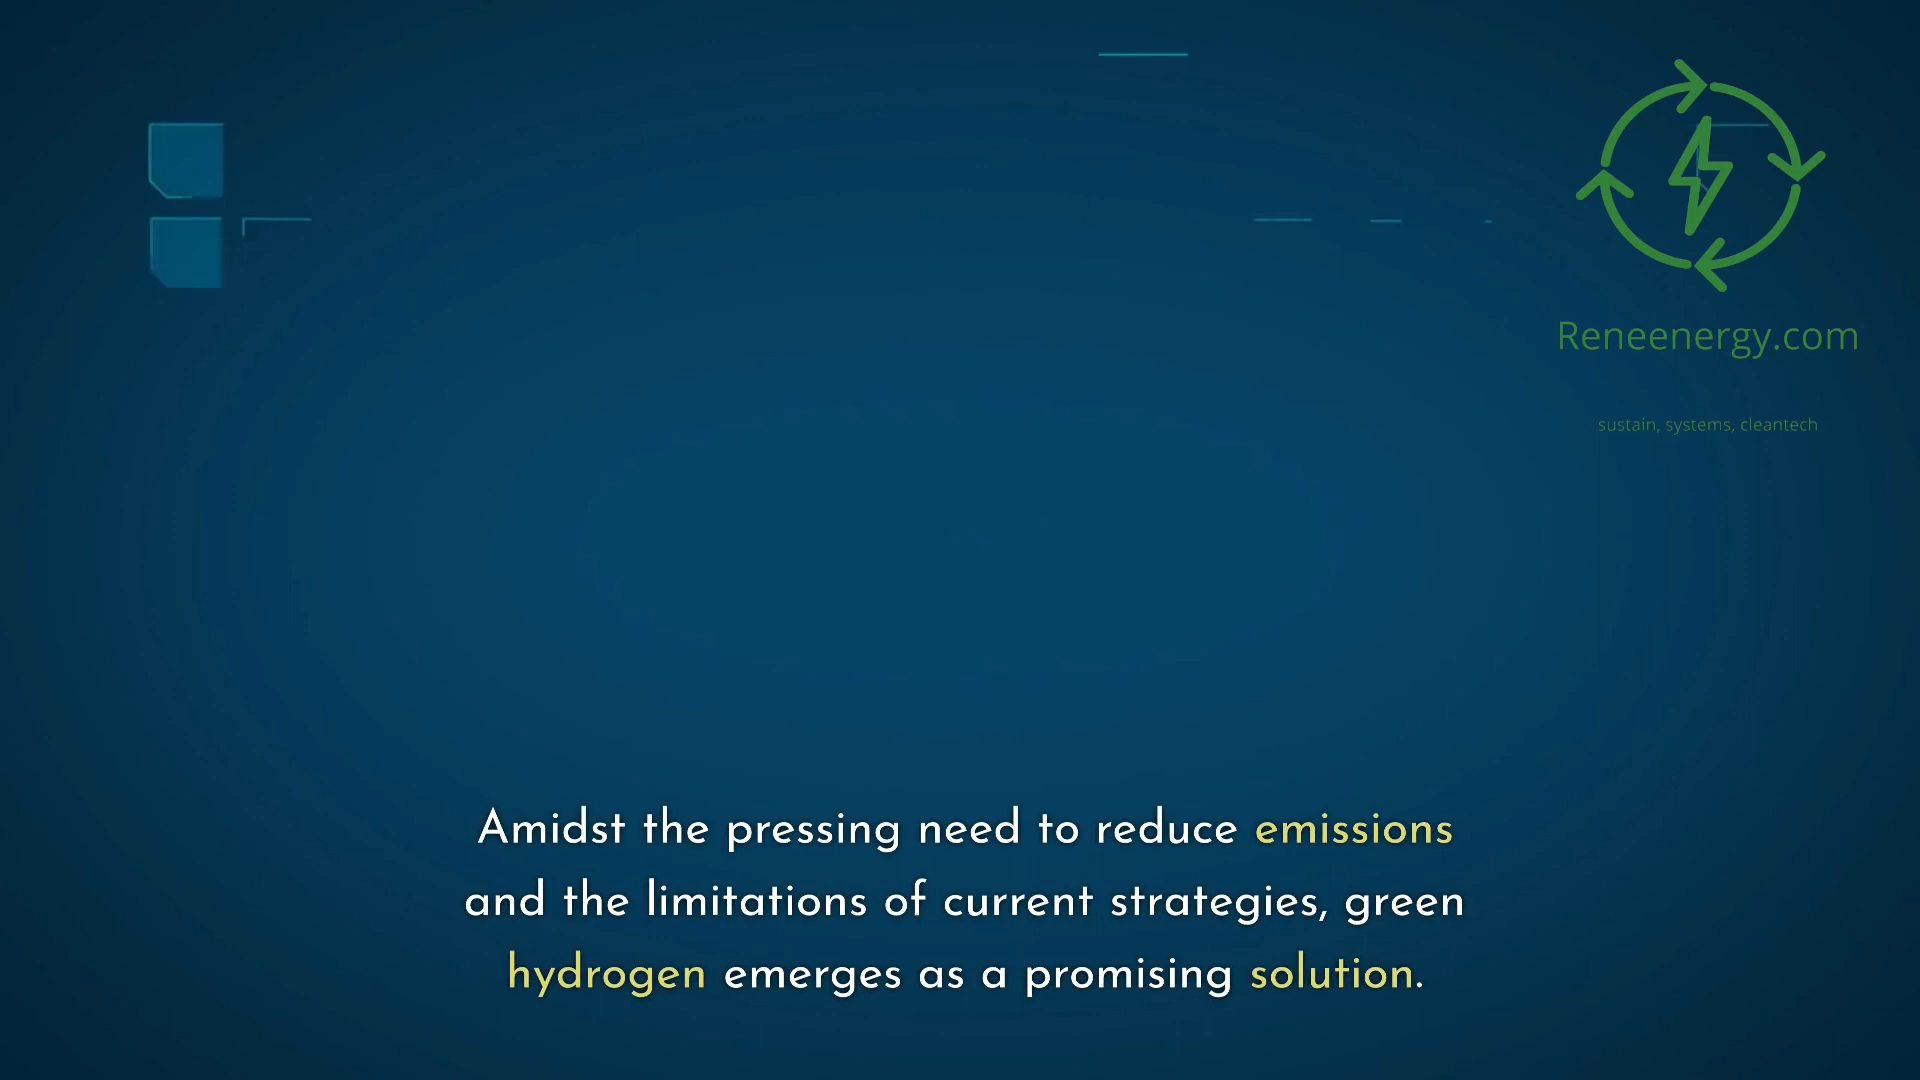 Reneenergy.com
sustain, systems, cleantech
Amidst the pressing need to reduce emissions
and the limitations of current strategies, green
hydrogen emerges as a promising solution.